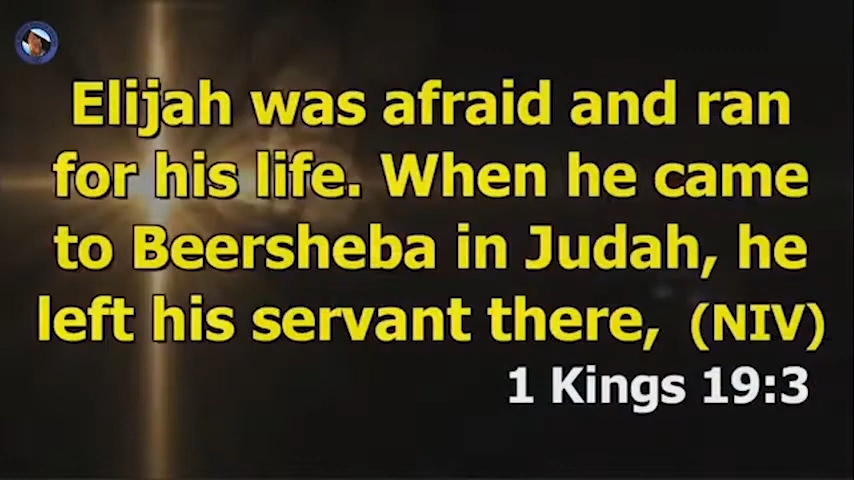 Elijah was afraid and ran
for his life. When he came
to Beersheba in Judah, he
left his servant there, (NIV)
1 Kings 19:3